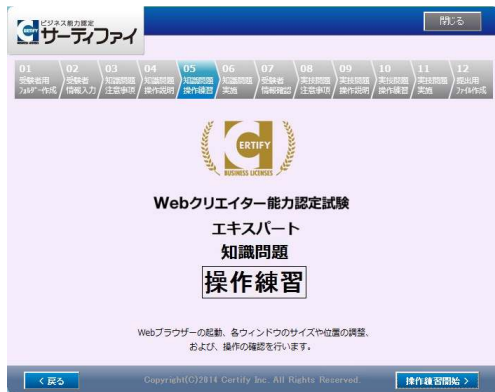 ビジネス能力認定
サーティファイ
閉じる
01 受験者用 フォルダー作成
02 受験者 情報入力
03 知識問題 注意事項
04 知識問題 操作説明
05 知識問題 操作練習
06 知識問題 実施
07 受験者 情報確認
08 実技問題 注意事項
09 実技問題 操作説明
10 実技問題 操作練習
11 実技問題 実施
12 提出用 ファイル作成
CERTIFY
BUSINESS LICENSES
Webクリエイター能力認定試験
エキスパート
知識問題
操作練習
Webブラウザーの起動、各ウィンドウのサイズや位置の調整、
および、操作の確認を行います。
< 戻る
Copyright(C)2014 Certify Inc. All Rights Reserved.
操作練習開始 >